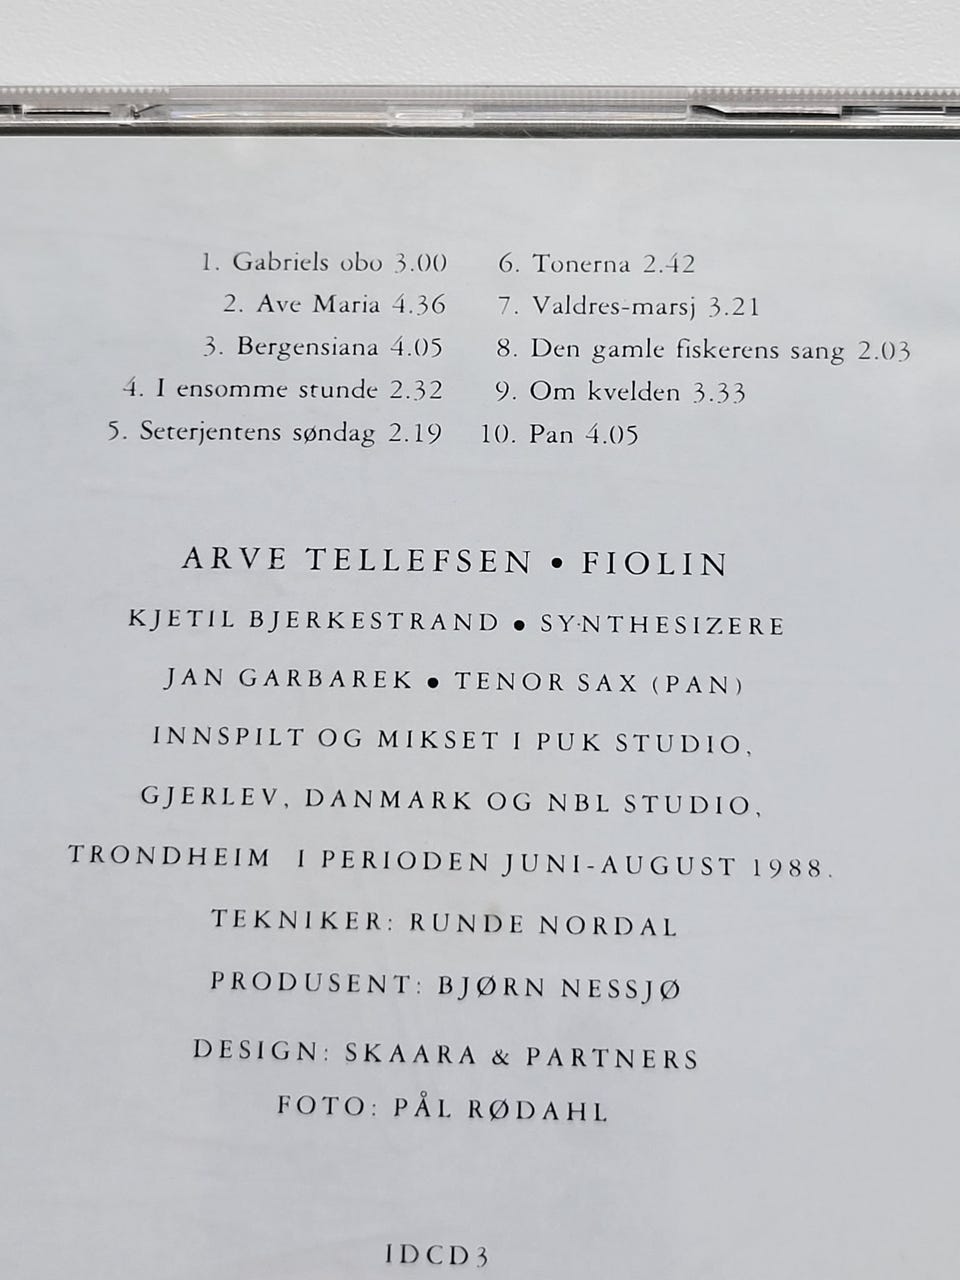 1. Gabriels obo 3.00
2. Ave Maria 4.36
3. Bergensiana 4.05
4. I ensomme stunde 2.32
5. Seterjentens søndag 2.19
6. Tonerna 2.42
7. Valdres-marsj 3.21
8. Den gamle fiskerens sang 2.03
9. Om kvelden 3.33
10. Pan 4.05
ARVE TELLEFSEN • FIOLIN
KJETIL BJERKESTRAND • SYNTHESIZERE
JAN GARBAREK • TENOR SAX (PAN)
INNSPILT OG MIKSET I PUK STUDIO,
GJERLEV, DANMARK OG NBL STUDIO,
TRONDHEIM I PERIODEN JUNI-AUGUST 1988.
TEKNIKER: RUNDE NORDAL
PRODUSENT: BJØRN NESSJØ
DESIGN: SKAARA & PARTNERS
FOTO: PÅL RØDAHL
IDCD3